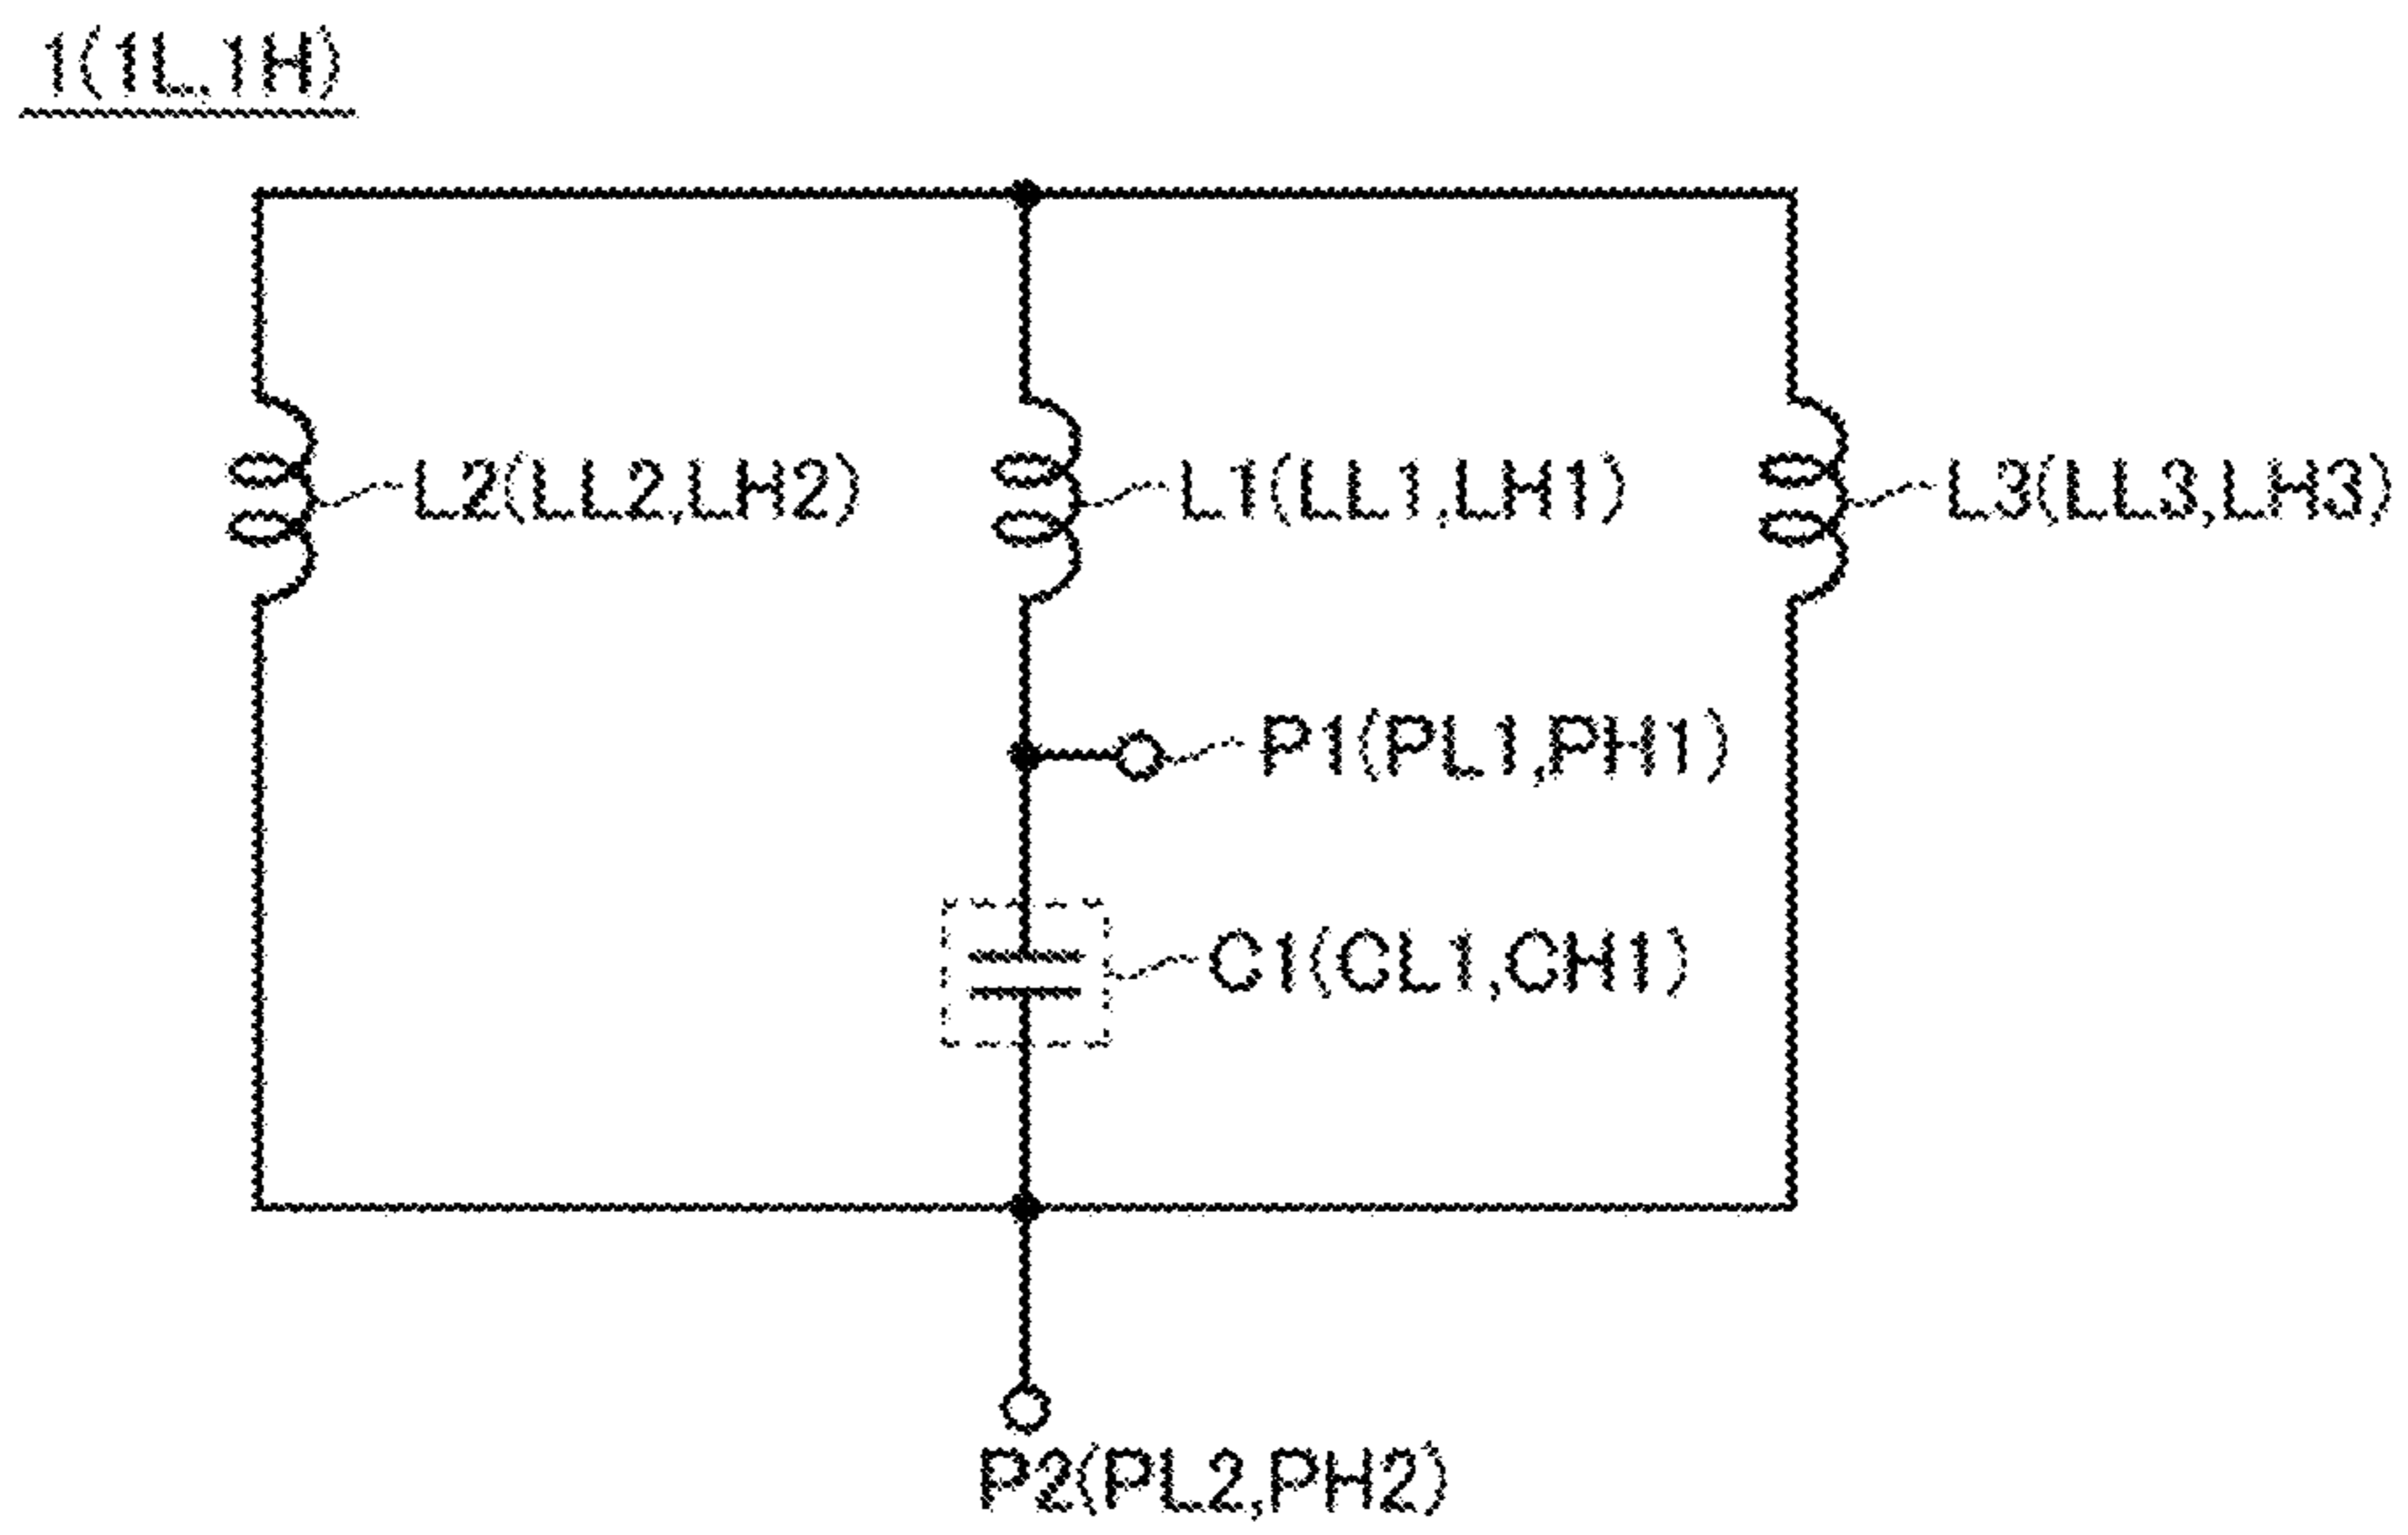 1(1L,1H)
L2(LL2,LH2)
L1(LL1,LH1)
L3(LL3,LH3)
P1(PL1,PH1)
C1(CL1,CH1)
P2(PL2,PH2)